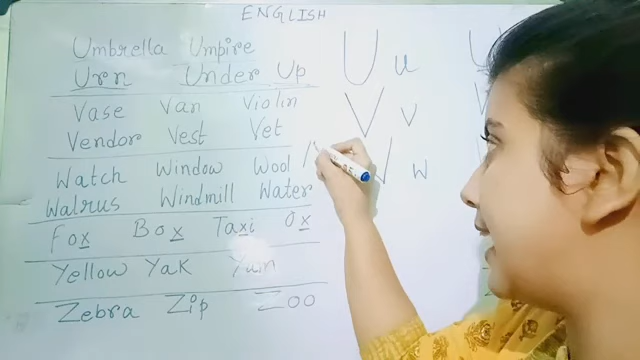 ENGLISH
Umbrella Umpire
Urn Under Up
Vase Van Violin
Vendor Vest Vet
Watch Window Wool
Walrus Windmill Water
Fox Box Taxi Ox
Yellow Yak Yum
Zebra Zip Zoo
U u
V v
W w